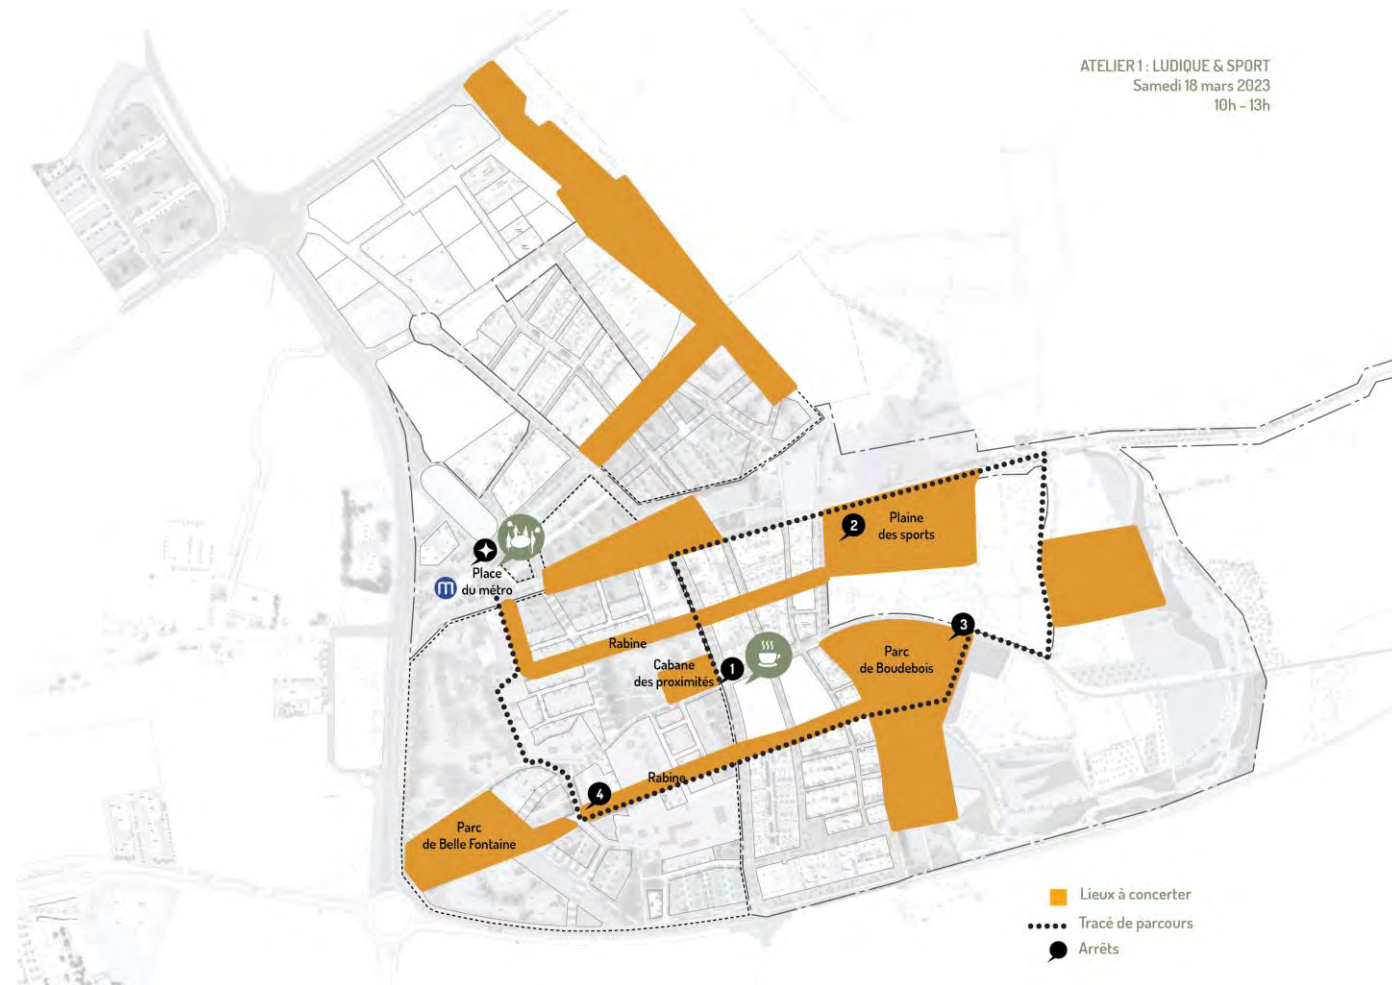 ATELIER 1 : LUDIQUE & SPORT
Samedi 18 mars 2023
10h - 13h
2
Plaine
des sports
Place
du métro
m
3
Rabine
Parc
de Boudebois
Cabane
des proximités
1
Rabine
4
Parc
de Belle Fontaine
Lieux à concerter
Tracé de parcours
Arrêts